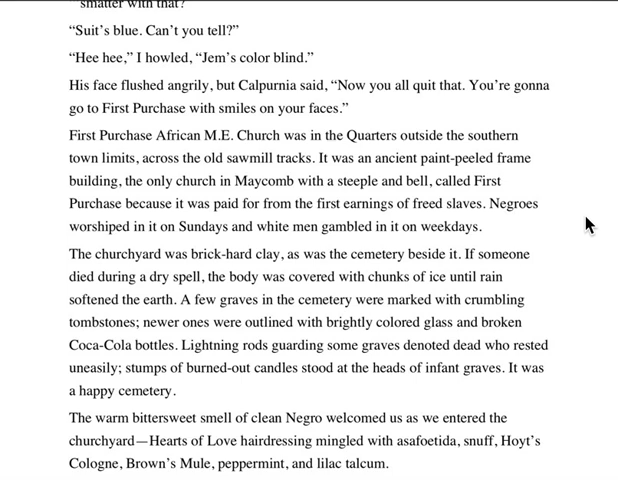 smatter with that?
“Suit’s blue. Can’t you tell?”
“Hee hee,” I howled, “Jem’s color blind.”
His face flushed angrily, but Calpurnia said, “Now you all quit that. You’re gonna
go to First Purchase with smiles on your faces.”
First Purchase African M.E. Church was in the Quarters outside the southern
town limits, across the old sawmill tracks. It was an ancient paint-peeled frame
building, the only church in Maycomb with a steeple and bell, called First
Purchase because it was paid for from the first earnings of freed slaves. Negroes
worshiped in it on Sundays and white men gambled in it on weekdays.
The churchyard was brick-hard clay, as was the cemetery beside it. If someone
died during a dry spell, the body was covered with chunks of ice until rain
softened the earth. A few graves in the cemetery were marked with crumbling
tombstones; newer ones were outlined with brightly colored glass and broken
Coca-Cola bottles. Lightning rods guarding some graves denoted dead who rested
uneasily; stumps of burned-out candles stood at the heads of infant graves. It was
a happy cemetery.
The warm bittersweet smell of clean Negro welcomed us as we entered the
churchyard—Hearts of Love hairdressing mingled with asafoetida, snuff, Hoyt’s
Cologne, Brown’s Mule, peppermint, and lilac talcum.